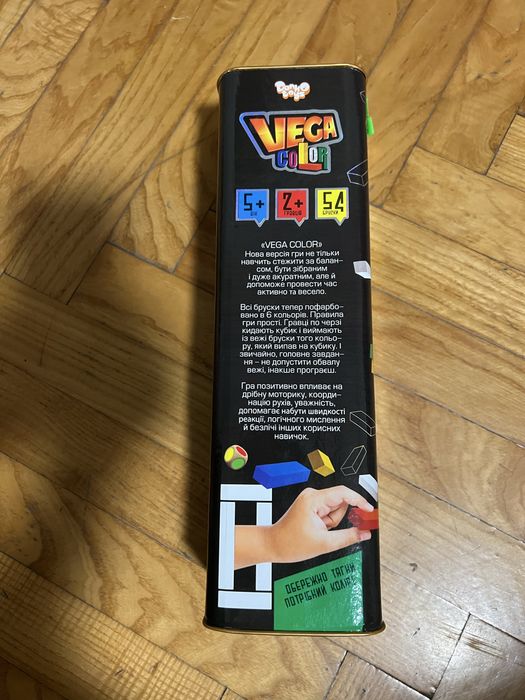 Danko
toys
VEGA
COLOR
5+
ВІК
2+
ГРАВЦІВ
54
БРУСКИ
«VEGA COLOR»
Нова версія гри не тільки
навчить стежити за балан-
сом, бути зібраним
і дуже акуратним, але й
допоможе провести час
активно та весело.
Всі бруски тепер пофарбо-
вано в 6 кольорів. Правила
гри прості. Гравці по черзі
кидають кубик і виймають
із вежі бруски того кольо-
ру, який випав на кубику. І
звичайно, головне завдан-
ня – не допустити обвалу
вежі, інакше програєш.
Гра позитивно впливає на
дрібну моторику, коорди-
націю рухів, уважність,
допомагає набути швидкості
реакції, логічного мислення
й безлічі інших корисних
навичок.
ОБЕРЕЖНО ТЯГНИ
ПОТРІБНИЙ КОЛІР!